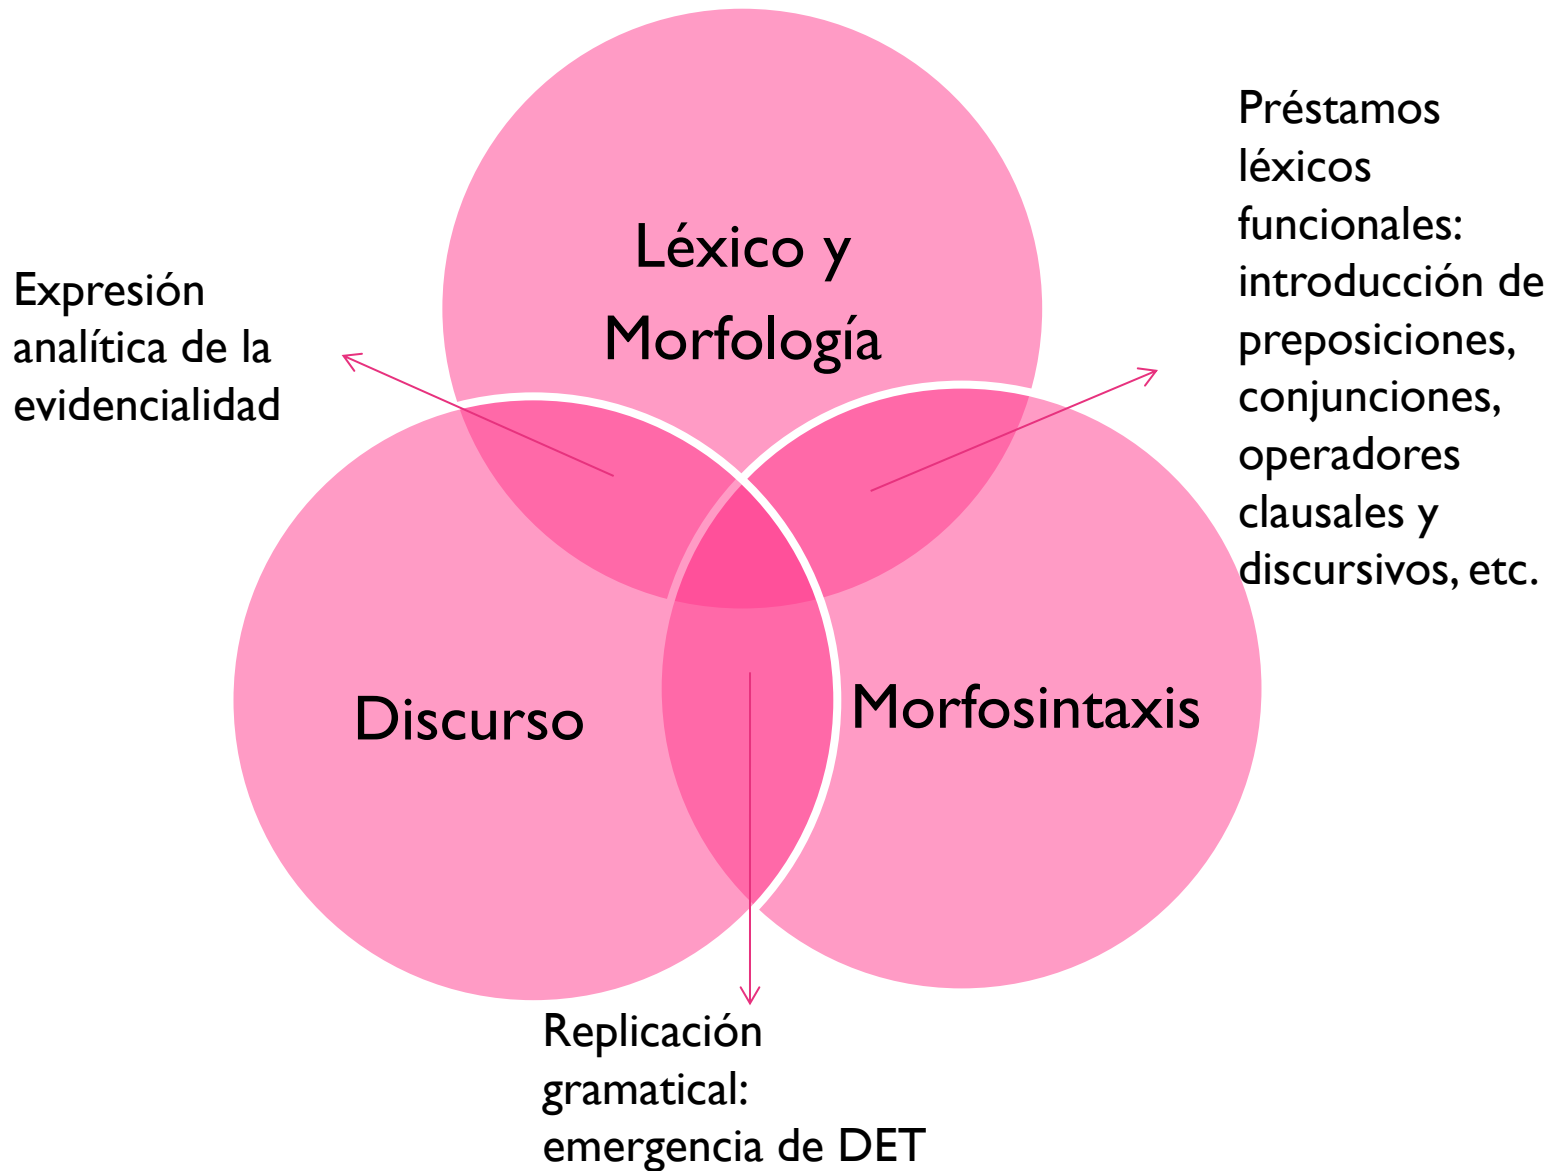 Léxico y
Morfología
Expresión
analítica de la
evidencialidad
Préstamos
léxicos
funcionales:
introducción de
preposiciones,
conjunciones,
operadores
clausales y
discursivos, etc.
Discurso
Morfosintaxis
Replicación
gramatical:
emergencia de DET